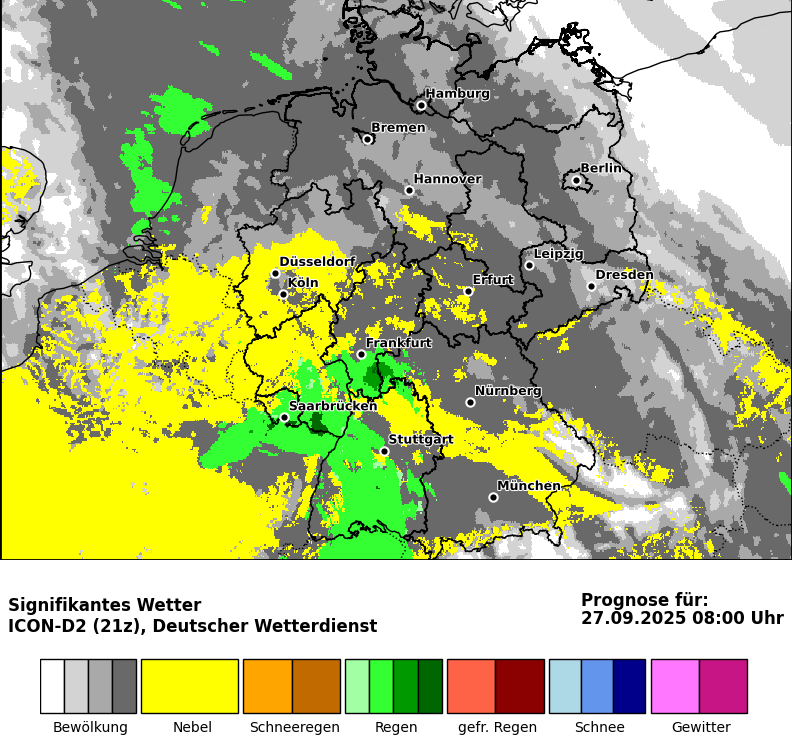 Hamburg
Bremen
Berlin
Hannover
Leipzig
Düsseldorf
Dresden
Köln
Erfurt
Frankfurt
Nürnberg
Saarbrücken
Stuttgart
München
Signifikantes Wetter
ICON-D2 (21z), Deutscher Wetterdienst
Prognose für:
27.09.2025 08:00 Uhr
Bewölkung Nebel Schneeregen Regen gefr. Regen Schnee Gewitter